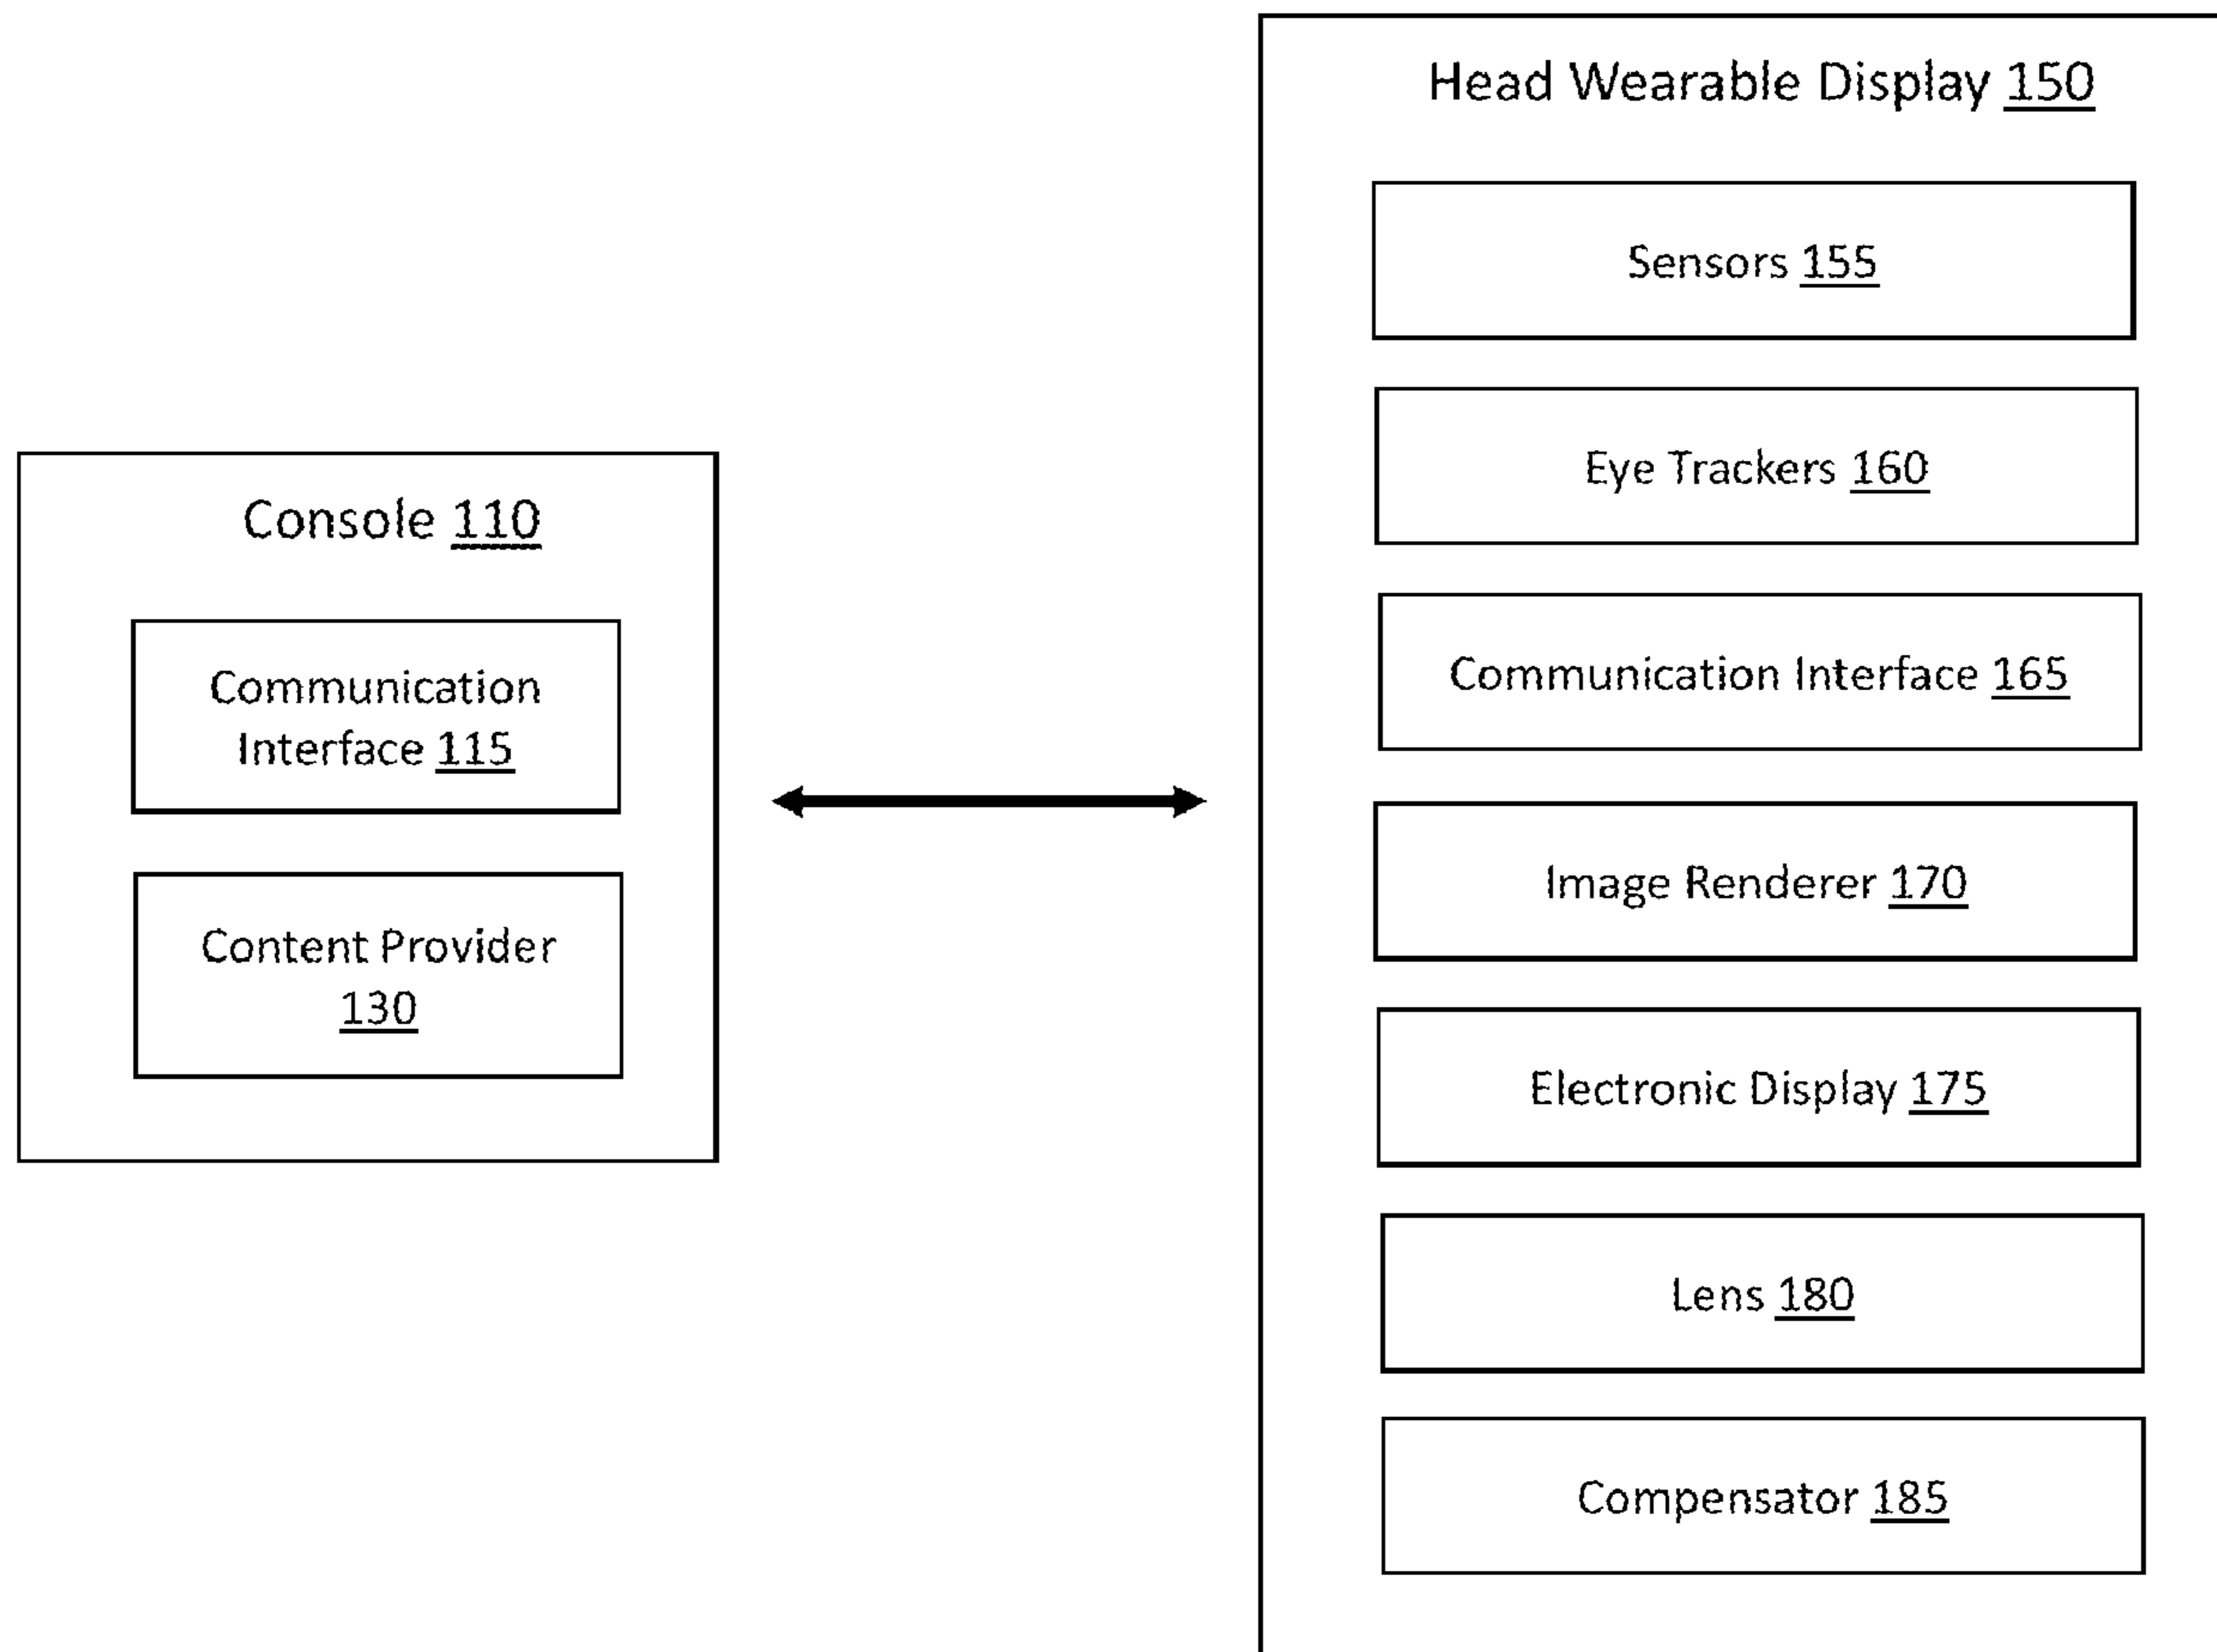 Head Wearable Display 150
Sensors 155
Eye Trackers 160
Console 110
Communication
Interface 115
Communication Interface 165
Content Provider
130
Image Renderer 170
Electronic Display 175
Lens 180
Compensator 185